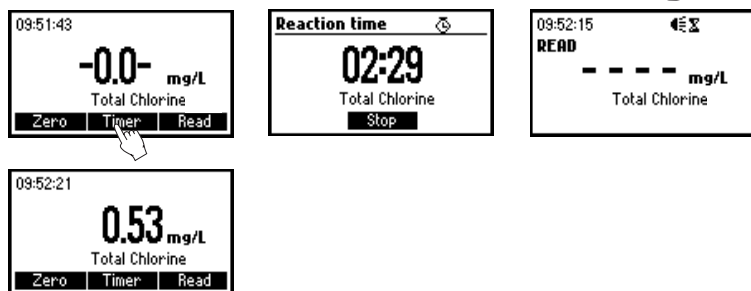 09:51:43
-0.0- mg/L
Total Chlorine
Zero Timer Read
Reaction time
02:29
Total Chlorine
Stop
09:52:15
READ
- - - - mg/L
Total Chlorine
09:52:21
0.53 mg/L
Total Chlorine
Zero Timer Read